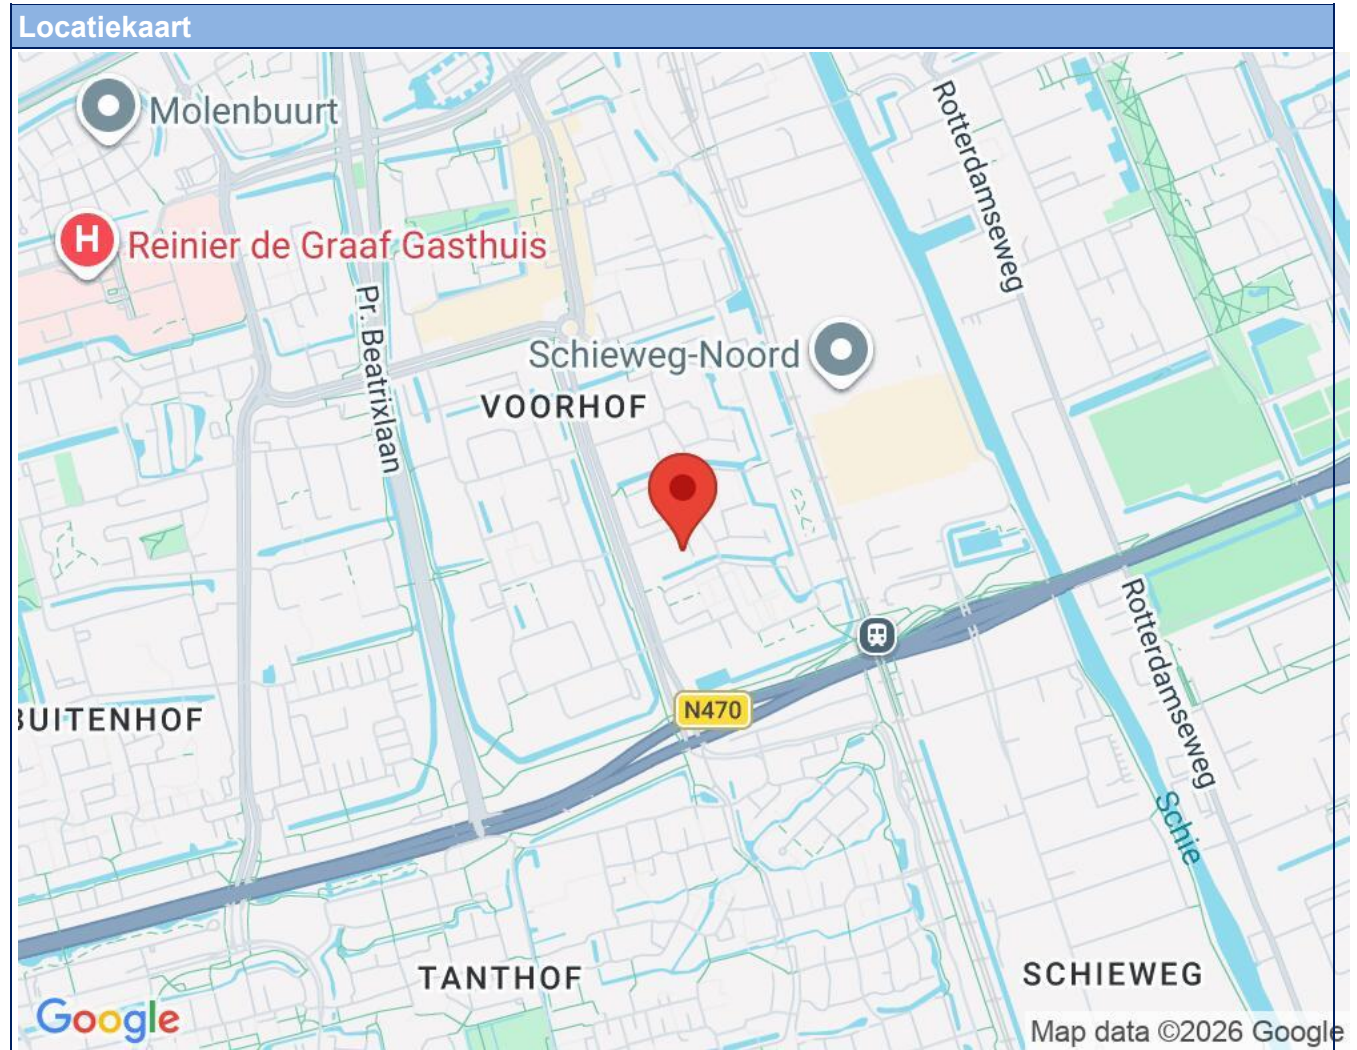 Locatiekaart
Molenbuurt
Rotterdamseweg
H
Reinier de Graaf Gasthuis
Pr. Beatrixlaan
Schieweg-Noord
VOORHOF
Rotterdamseweg
N470
BUITENHOF
Schie
TANTHOF
SCHIEWEG
Google
Map data ©2026 Google